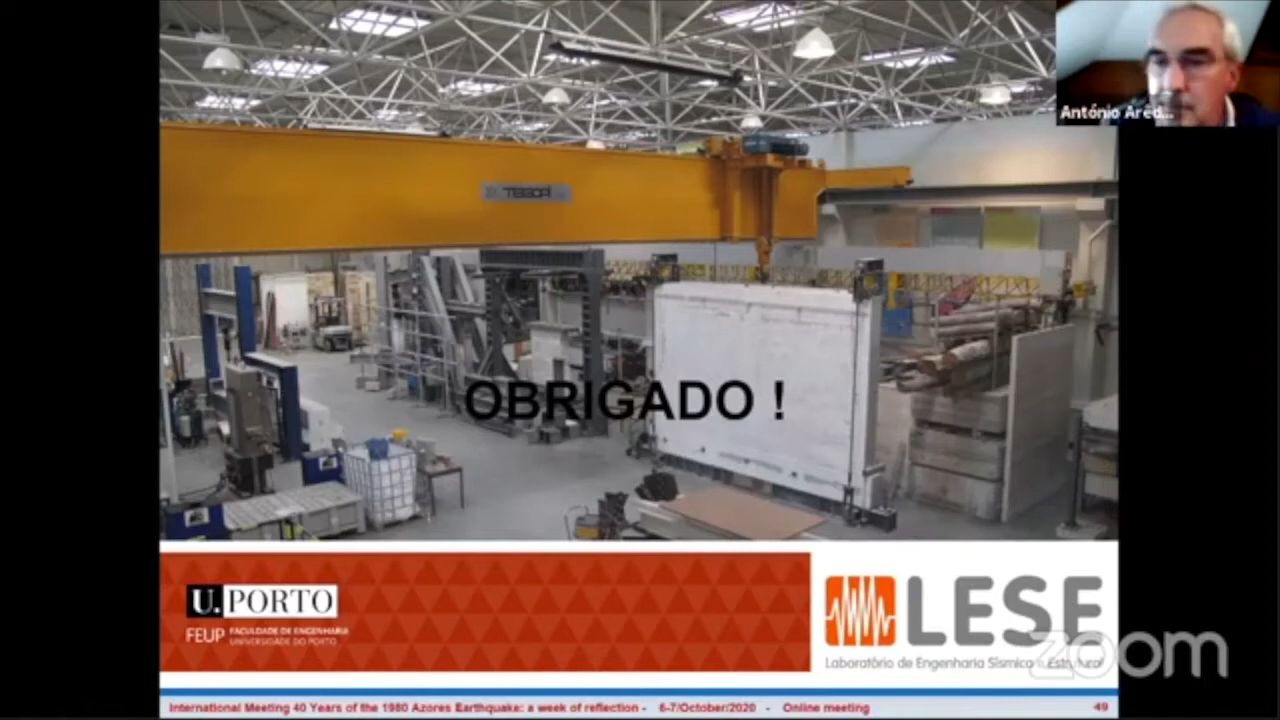 António Arêd...
TEGOPI
OBRIGADO !
U. PORTO
FEUP FACULDADE DE ENGENHARIA
UNIVERSIDADE DO PORTO
LESE
Laboratório de Engenharia Sísmica e Estrutural
zoom
International Meeting 40 Years of the 1980 Azores Earthquake: a week of reflection - 6-7/October/2020 - Online meeting 49